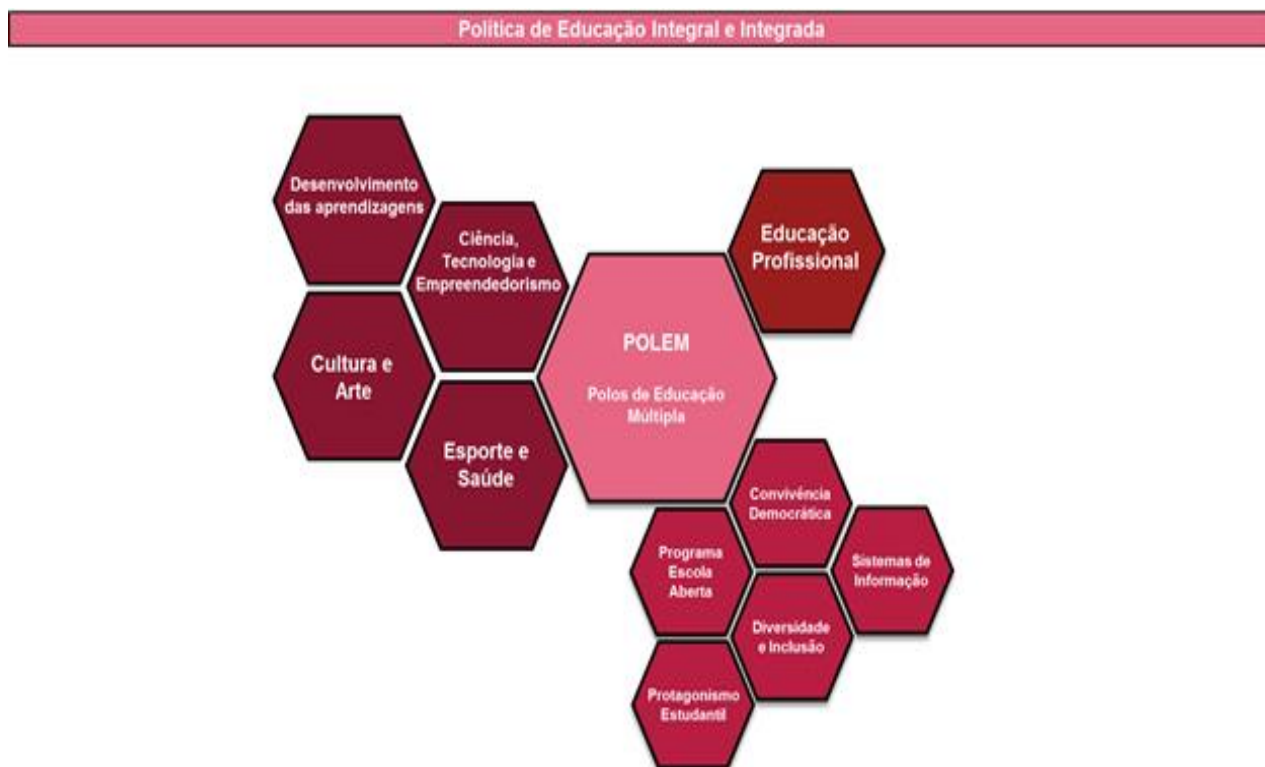 Política de Educação Integral e Integrada
Desenvolvimento
das aprendizagens
Ciência,
Tecnologia e
Empreendedorismo
Cultura e
Arte
Esporte e
Saúde
POLEM
Polos de Educação
Múltipla
Educação
Profissional
Convivência
Democrática
Programa
Escola
Aberta
Sistemas de
Informação
Diversidade
e Inclusão
Protagonismo
Estudantil